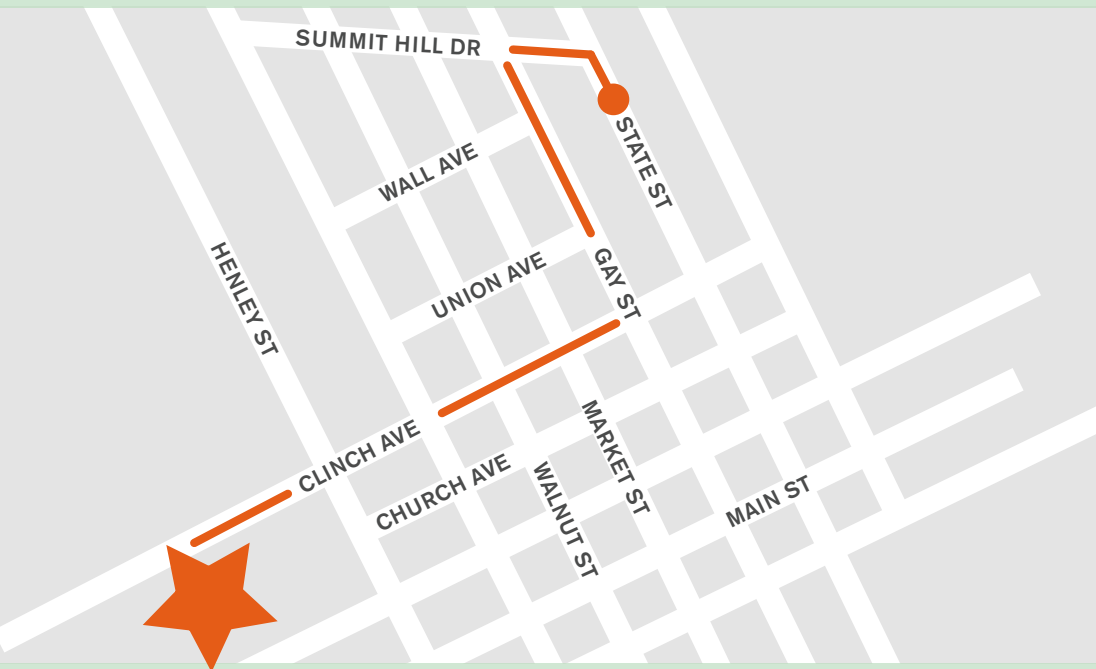 SUMMIT HILL DR
STATE ST
WALL AVE
HENLEY ST
UNION AVE
GAY ST
CLINCH AVE
MARKET ST
CHURCH AVE
WALNUT ST
MAIN ST